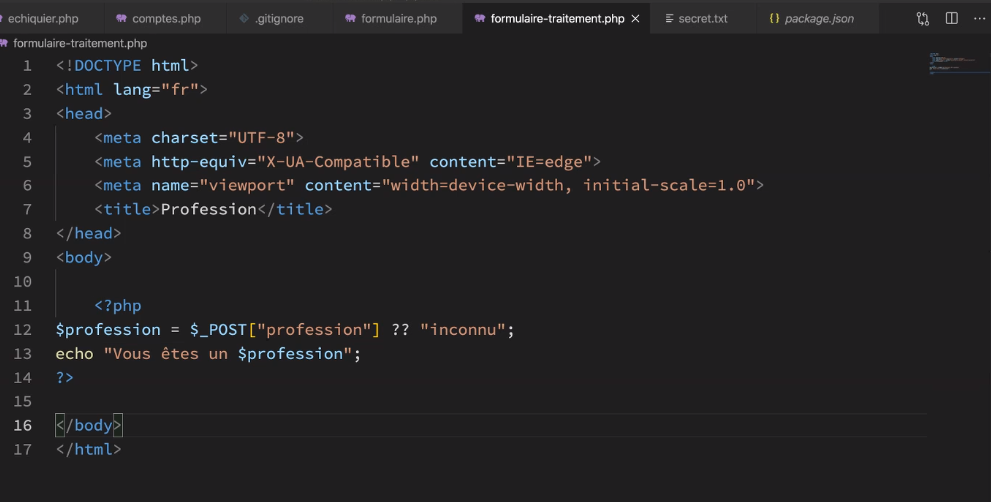 echiquier.php comptes.php .gitignore formulaire.php formulaire-traitement.php secret.txt {} package.json
formulaire-traitement.php
1 <!DOCTYPE html>
2 <html lang="fr">
3 <head>
4 <meta charset="UTF-8">
5 <meta http-equiv="X-UA-Compatible" content="IE=edge">
6 <meta name="viewport" content="width=device-width, initial-scale=1.0">
7 <title>Profession</title>
8 </head>
9 <body>
10
11 <?php
12 $profession = $_POST["profession"] ?? "inconnu";
13 echo "Vous êtes un $profession";
14 ?>
15
16 </body>
17 </html>